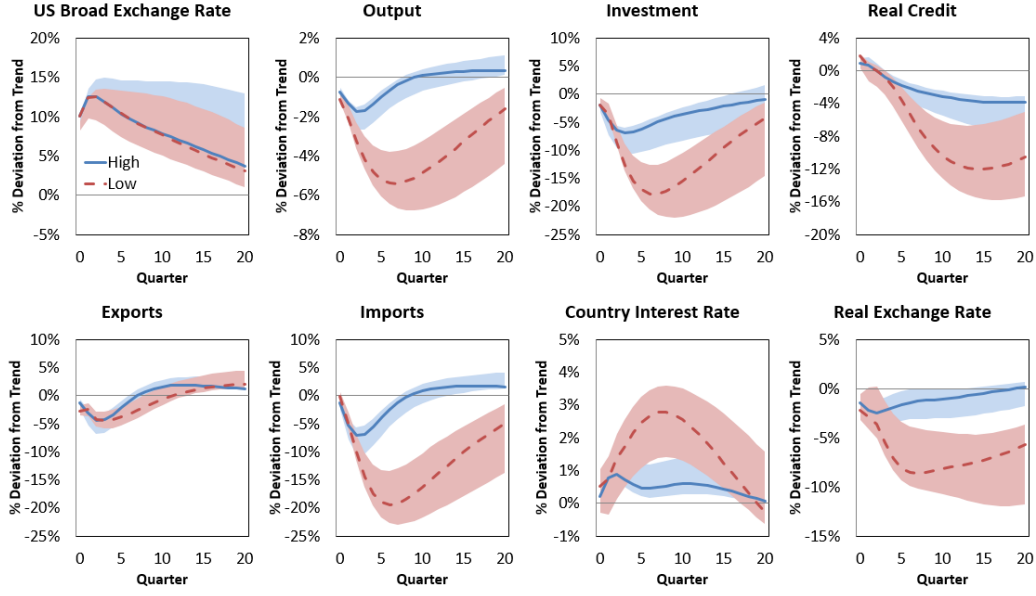 US Broad Exchange Rate
Output
Investment
Real Credit
% Deviation from Trend
20%
15%
10%
5%
0%
-5%
High
Low
0 5 10 15 20
Quarter
% Deviation from Trend
2%
0%
-2%
-4%
-6%
-8%
0 5 10 15 20
Quarter
% Deviation from Trend
10%
5%
0%
-5%
-10%
-15%
-20%
-25%
0 5 10 15 20
Quarter
% Deviation from Trend
4%
0%
-4%
-8%
-12%
-16%
-20%
0 5 10 15 20
Quarter
Exports
Imports
Country Interest Rate
Real Exchange Rate
% Deviation from Trend
10%
5%
0%
-5%
-10%
-15%
-20%
-25%
0 5 10 15 20
Quarter
% Deviation from Trend
10%
5%
0%
-5%
-10%
-15%
-20%
-25%
0 5 10 15 20
Quarter
% Deviation from Trend
5%
4%
3%
2%
1%
0%
-1%
0 5 10 15 20
Quarter
% Deviation from Trend
5%
0%
-5%
-10%
-15%
0 5 10 15 20
Quarter